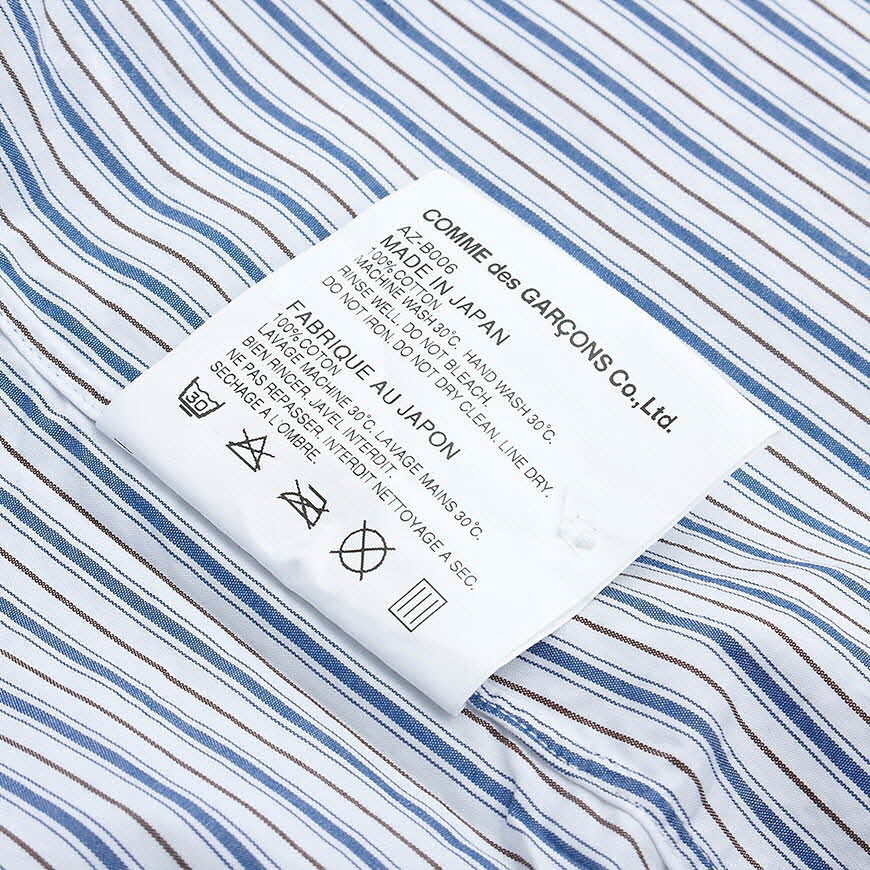 COMME des GARÇONS Co.,Ltd.
AZ-B006
MADE IN JAPAN
100% COTTON
MACHINE WASH 30℃, HAND WASH 30℃.
RINSE WELL. DO NOT BLEACH,
DO NOT IRON. DO NOT DRY CLEAN. LINE DRY.
FABRIQUE AU JAPON
100% COTON
LAVAGE MACHINE 30℃, LAVAGE MAINS 30℃.
BIEN RINCER, JAVEL INTERDIT,
NE PAS REPASSER, INTERDIT NETTOYAGE A SEC.
SECHAGE A L'OMBRE.
30